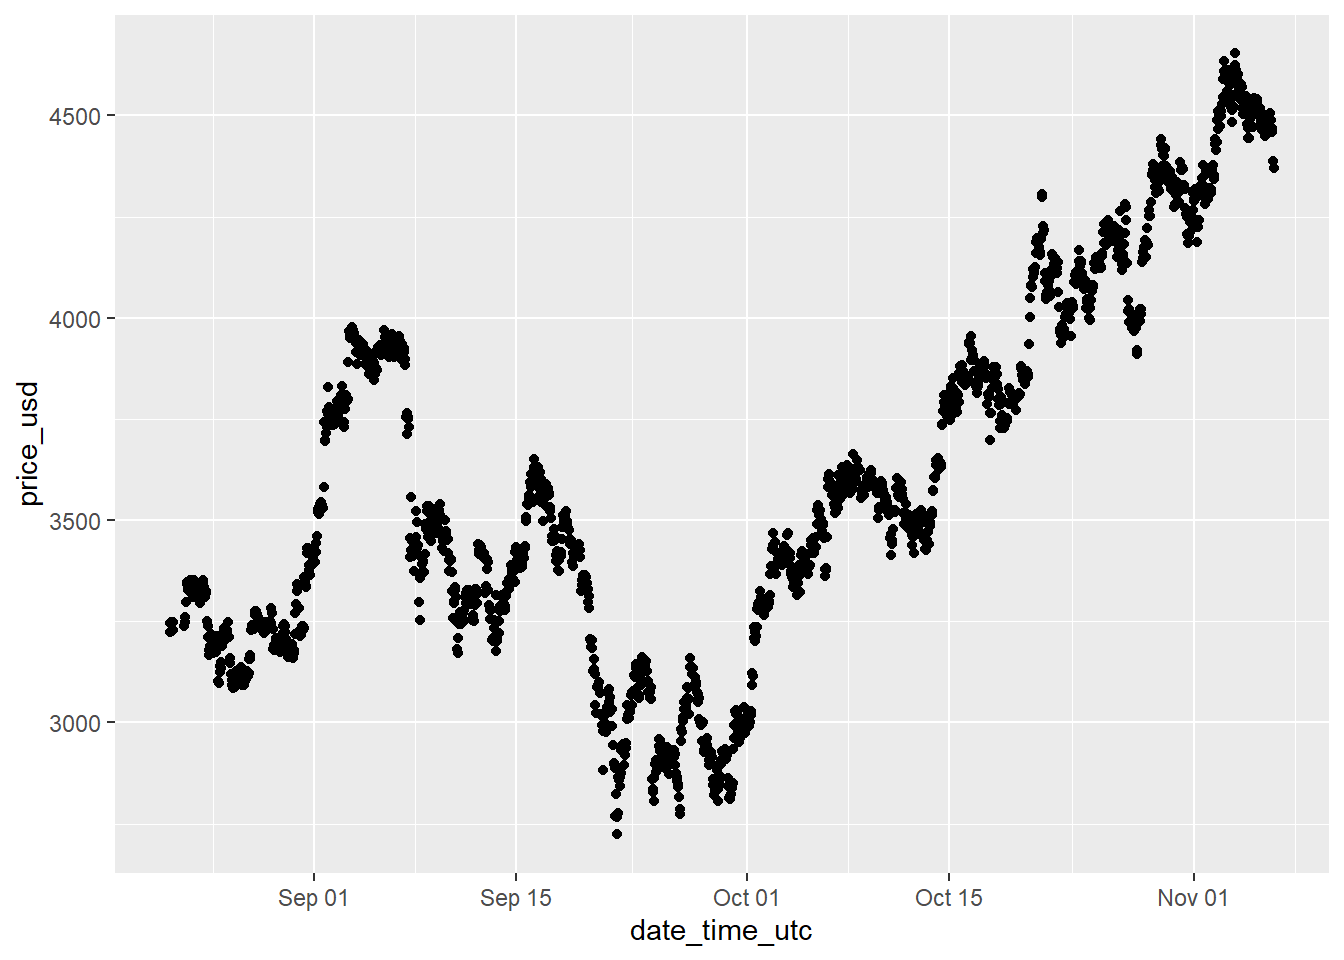 4500
4000
3500
3000
price_usd
Sep 01
Sep 15
Oct 01
Oct 15
Nov 01
date_time_utc